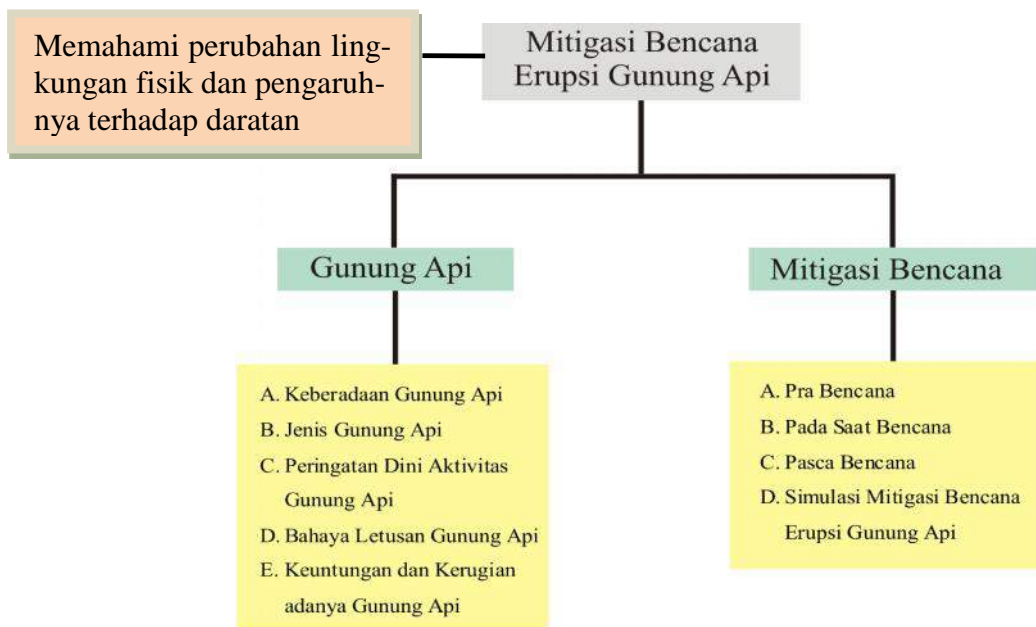 Memahami perubahan ling-
kungan fisik dan pengaruh-
nya terhadap daratan
Mitigasi Bencana
Erupsi Gunung Api
Gunung Api
Mitigasi Bencana
A. Keberadaan Gunung Api
B. Jenis Gunung Api
C. Peringatan Dini Aktivitas
Gunung Api
D. Bahaya Letusan Gunung Api
E. Keuntungan dan Kerugian
adanya Gunung Api
A. Pra Bencana
B. Pada Saat Bencana
C. Pasca Bencana
D. Simulasi Mitigasi Bencana
Erupsi Gunung Api